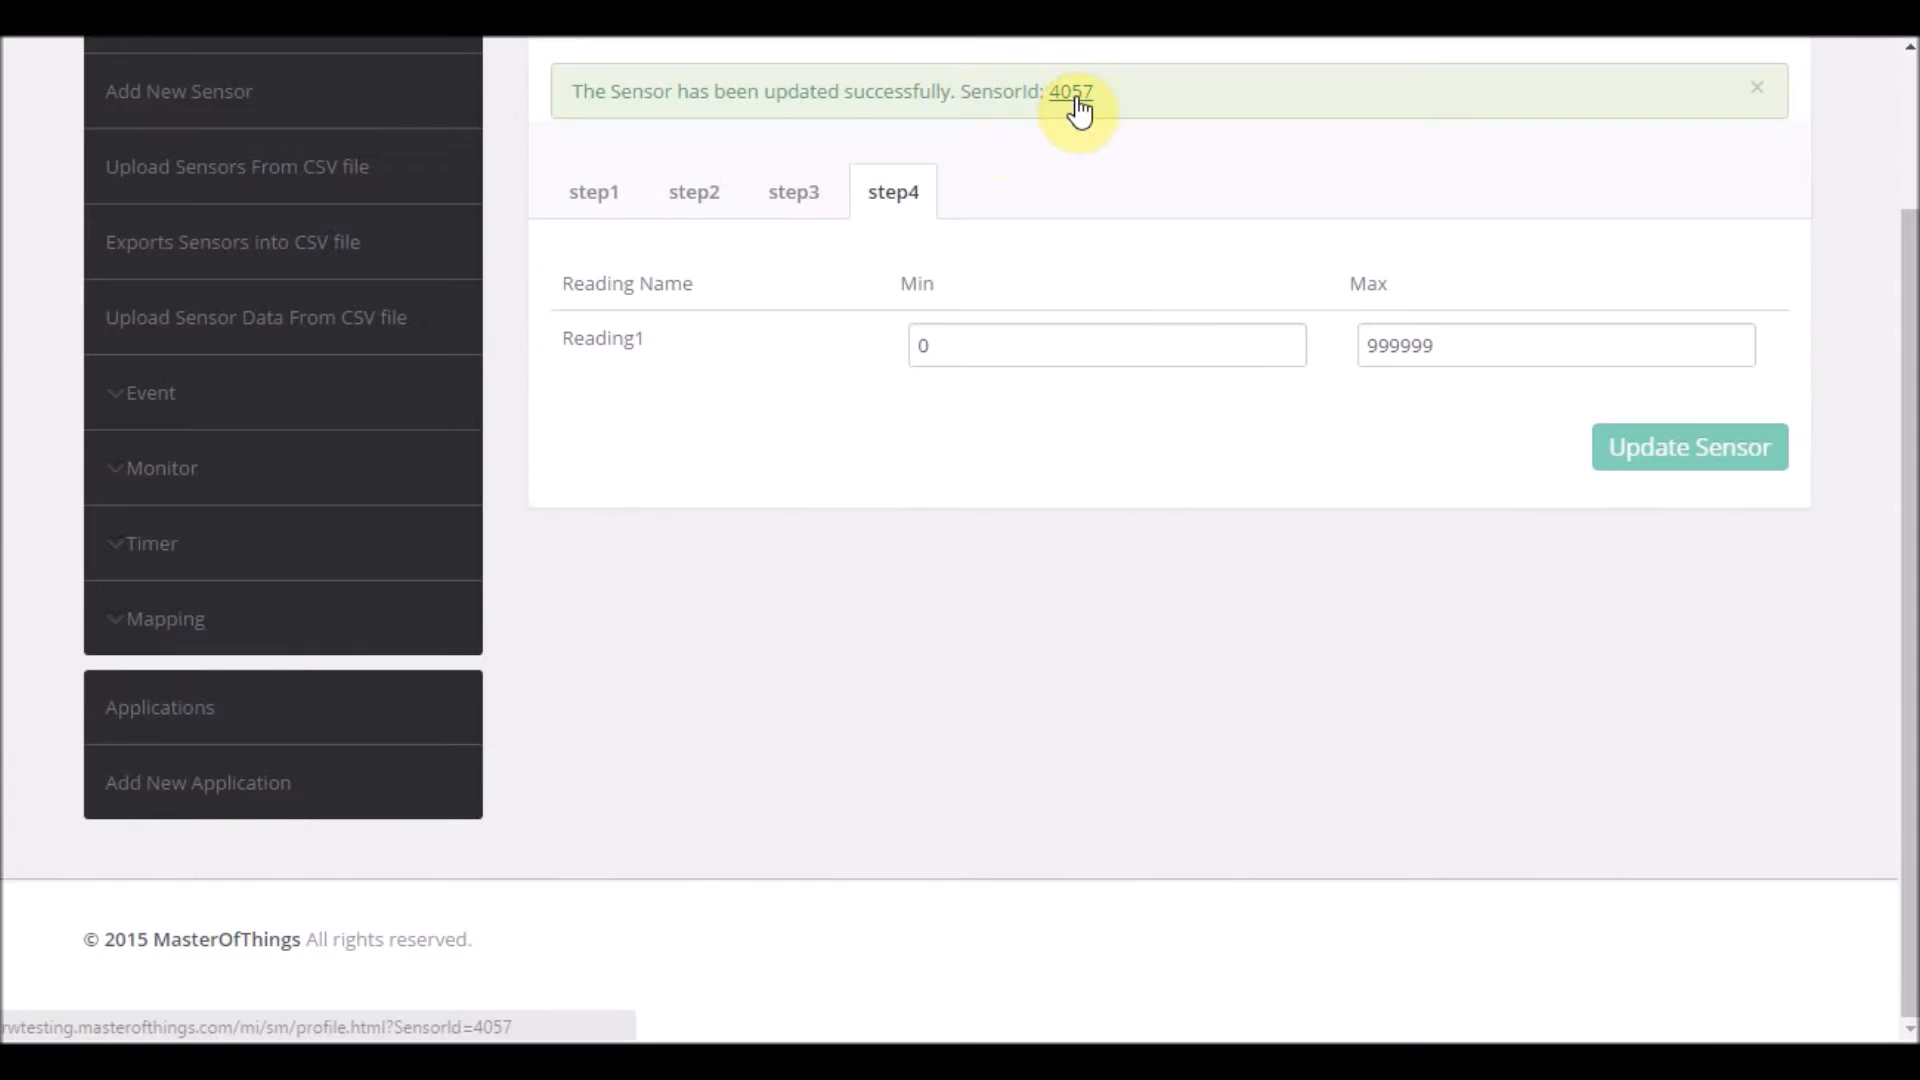 Add New Sensor
Upload Sensors From CSV file
Exports Sensors into CSV file
Upload Sensor Data From CSV file
Event
Monitor
Timer
Mapping
Applications
Add New Application
The Sensor has been updated successfully. SensorId: 4057
×
step1 step2 step3 step4
Reading Name Min Max
Reading1 0 999999
Update Sensor
© 2015 MasterOfThings All rights reserved.
rwtesting.masterofthings.com/mi/sm/profile.html?SensorId=4057